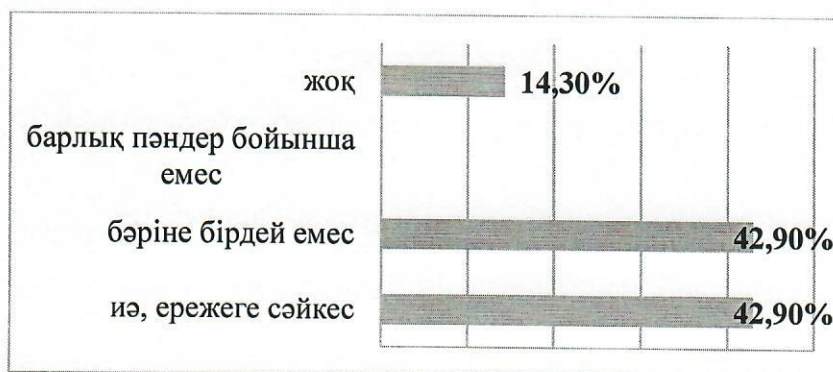 жоқ 14,30%
барлық пәндер бойынша
емес
бәріне бірдей емес 42,90%
иә, ережеге сәйкес 42,90%